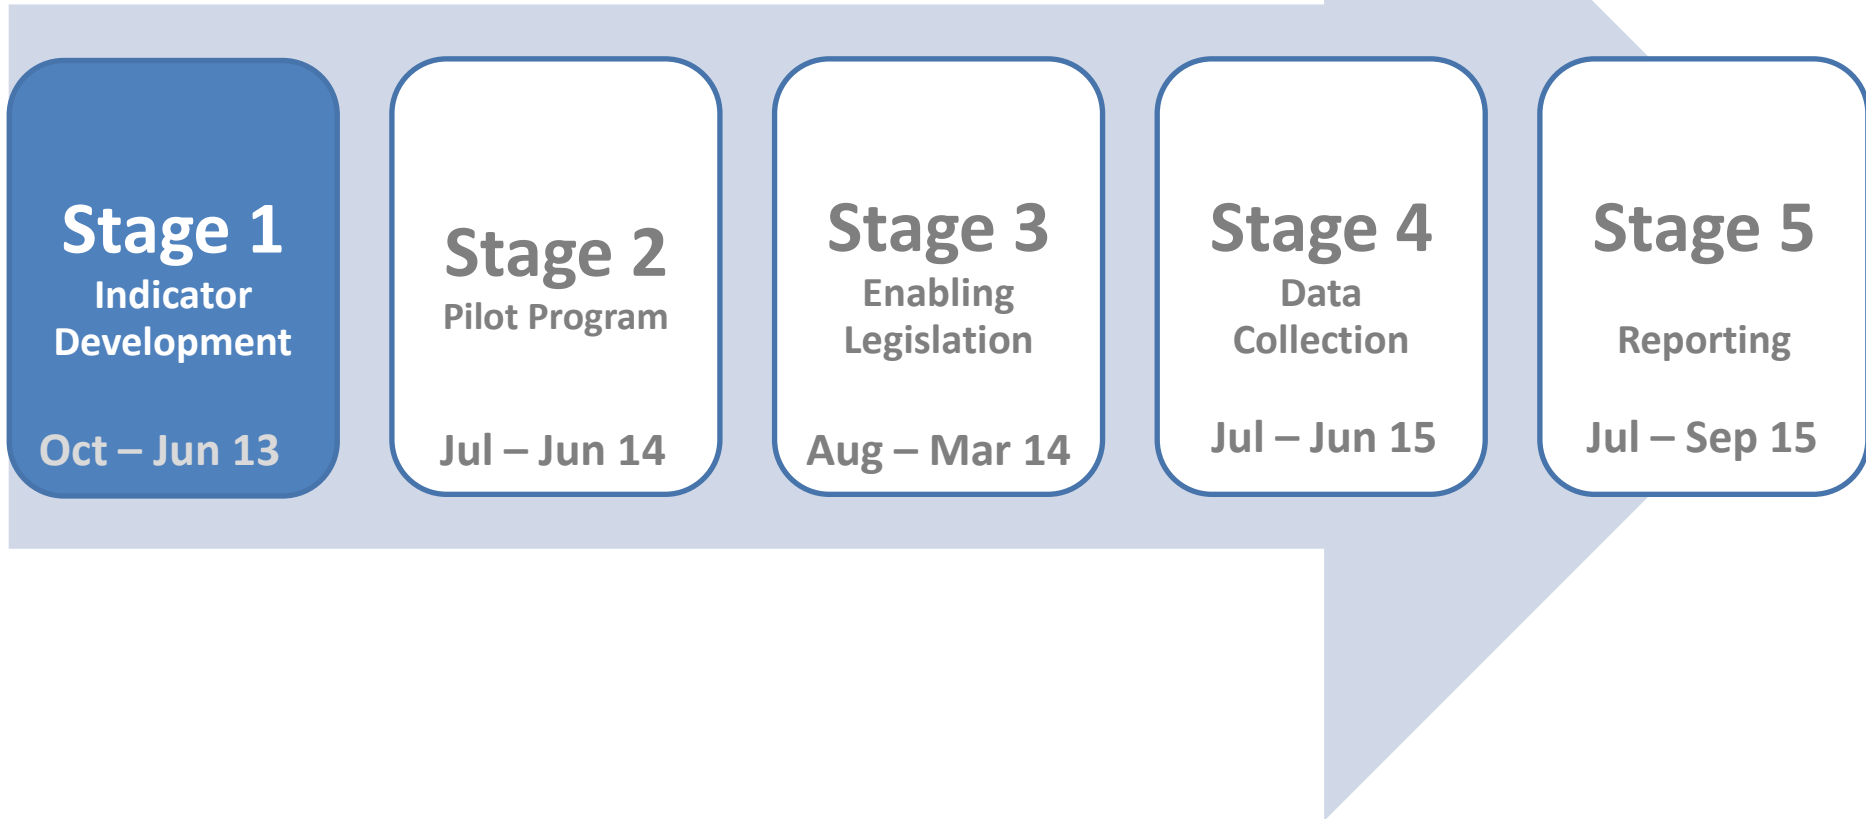 Stage 1
Indicator
Development
Oct – Jun 13
Stage 2
Pilot Program
Jul – Jun 14
Stage 3
Enabling
Legislation
Aug – Mar 14
Stage 4
Data
Collection
Jul – Jun 15
Stage 5
Reporting
Jul – Sep 15